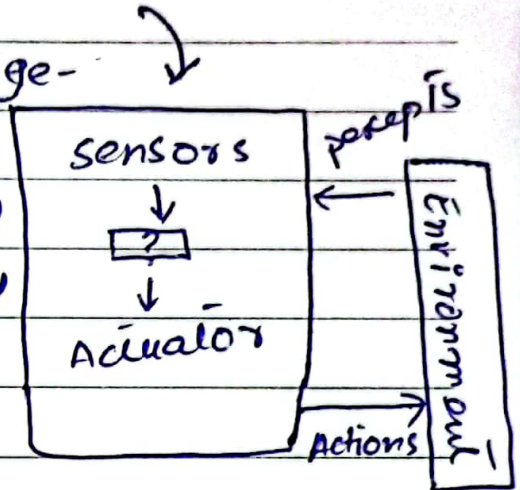 ge-
sensors
percepts
?
Actuator
Environment
Actions